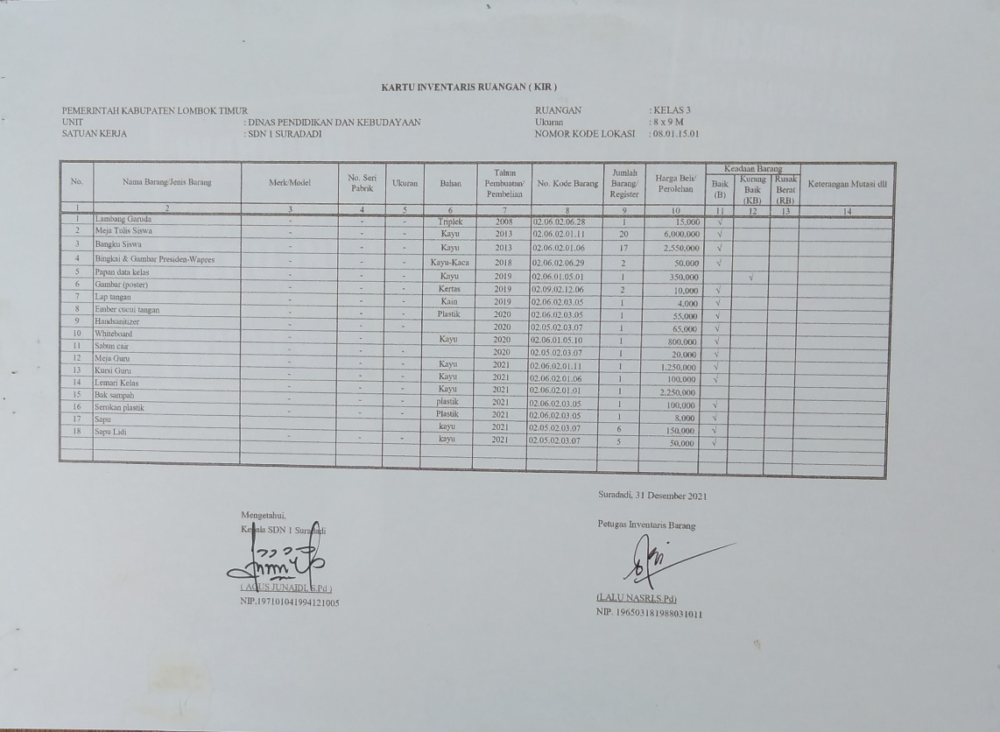 KARTU INVENTARIS RUANGAN ( KIR )
PEMERINTAH KABUPATEN LOMBOK TIMUR
UNIT : DINAS PENDIDIKAN DAN KEBUDAYAAN
SATUAN KERJA : SDN 1 SURADADI
RUANGAN : KELAS 3
Ukuran : 8 x 9 M
NOMOR KODE LOKASI : 08.01.15.01
No. Nama Barang/Jenis Barang Merk/Model No. Seri Pabrik Ukuran Bahan Tahun Pembuatan/ Pembelian No. Kode Barang Jumlah Barang/ Register Harga Beli/ Perolehan Keadaan Barang Baik (B) Kurang Baik (KB) Rusak Berat (RB) Keterangan Mutasi dll
1 2 3 4 5 6 7 8 9 10 11 12 13 14
1 Lambang Garuda - - - Triplek 2008 02.06.02.06.28 1 15,000 √
2 Meja Tulis Siswa - - - Kayu 2013 02.06.02.01.11 20 6,000,000 √
3 Bangku Siswa - - - Kayu 2013 02.06.02.01.06 17 2,550,000 √
4 Bingkai & Gambar Presiden-Wapres - - - Kayu-Kaca 2018 02.06.02.06.29 2 50,000 √
5 Papan data kelas - - - Kayu 2019 02.06.01.05.01 1 350,000 √
6 Gambar (poster) - - - Kertas 2019 02.09.02.12.06 2 10,000 √
7 Lap tangan - - - Kain 2019 02.06.02.03.05 1 4,000 √
8 Ember cucui tangan - - - Plastik 2020 02.06.02.03.05 1 55,000 √
9 Handsanitizer - - - 2020 02.05.02.03.07 1 65,000 √
10 Whiteboard - - Kayu 2020 02.06.01.05.10 1 800,000 √
11 Sabun cair - - - 2020 02.05.02.03.07 1 20,000 √
12 Meja Guru - - - Kayu 2021 02.06.02.01.11 1 1,250,000 √
13 Kursi Guru - - - Kayu 2021 02.06.02.01.06 1 100,000 √
14 Lemari Kelas - - - Kayu 2021 02.06.02.01.01 1 2,250,000
15 Bak sampah - - - plastik 2021 02.06.02.03.05 1 100,000 √
16 Serokan plastik - - - Plastik 2021 02.06.02.03.05 1 8,000 √
17 Sapu kayu 2021 02.05.02.03.07 6 150,000 √
18 Sapu Lidi - - - kayu 2021 02.05.02.03.07 5 50,000 √
Suradadi, 31 Desember 2021
Mengetahui,
Kepala SDN 1 Suradadi
Petugas Inventaris Barang
( AGUS JUNAIDI, S.Pd )
NIP.197101041994121005
(LALU NASRI,S.Pd)
NIP. 196503181988031011